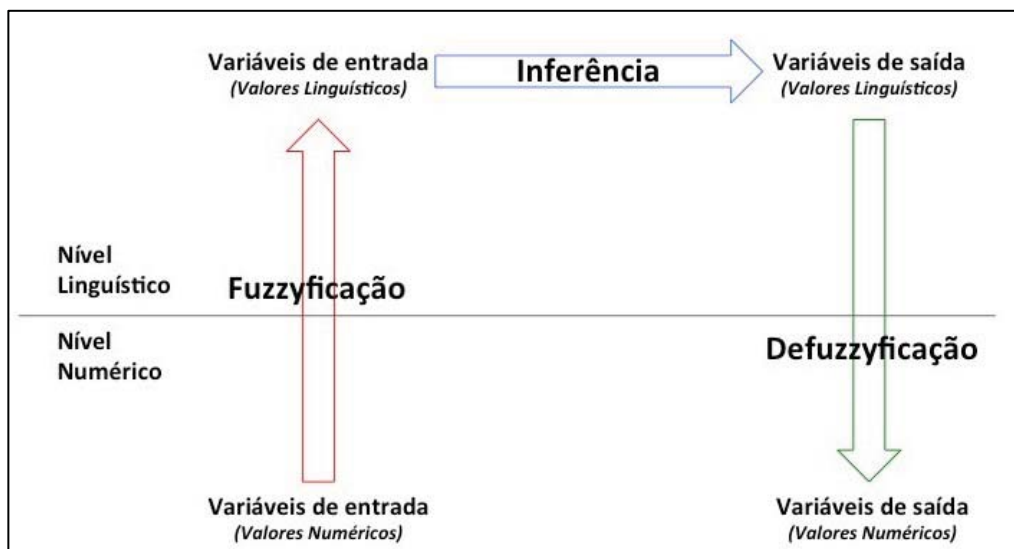 Variáveis de entrada
(Valores Linguísticos)
Inferência
Variáveis de saída
(Valores Linguísticos)
Nível
Linguístico
Fuzzyficação
Nível
Numérico
Defuzzyficação
Variáveis de entrada
(Valores Numéricos)
Variáveis de saída
(Valores Numéricos)